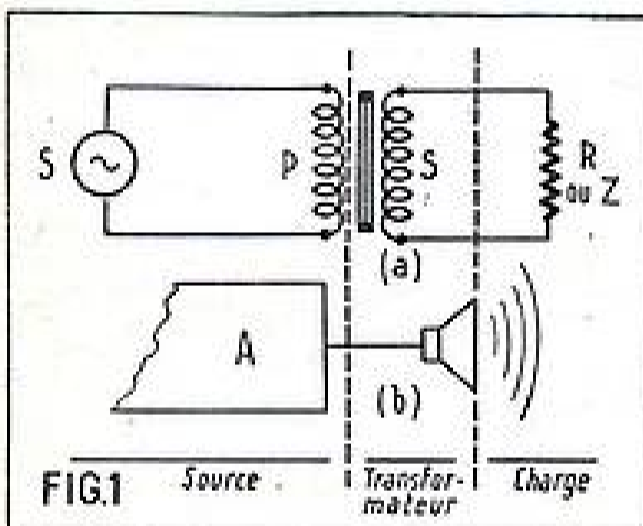 S
P
S
R
ou Z
(a)
A
(b)
FIG.1
Source
Transfor-
mateur
Charge